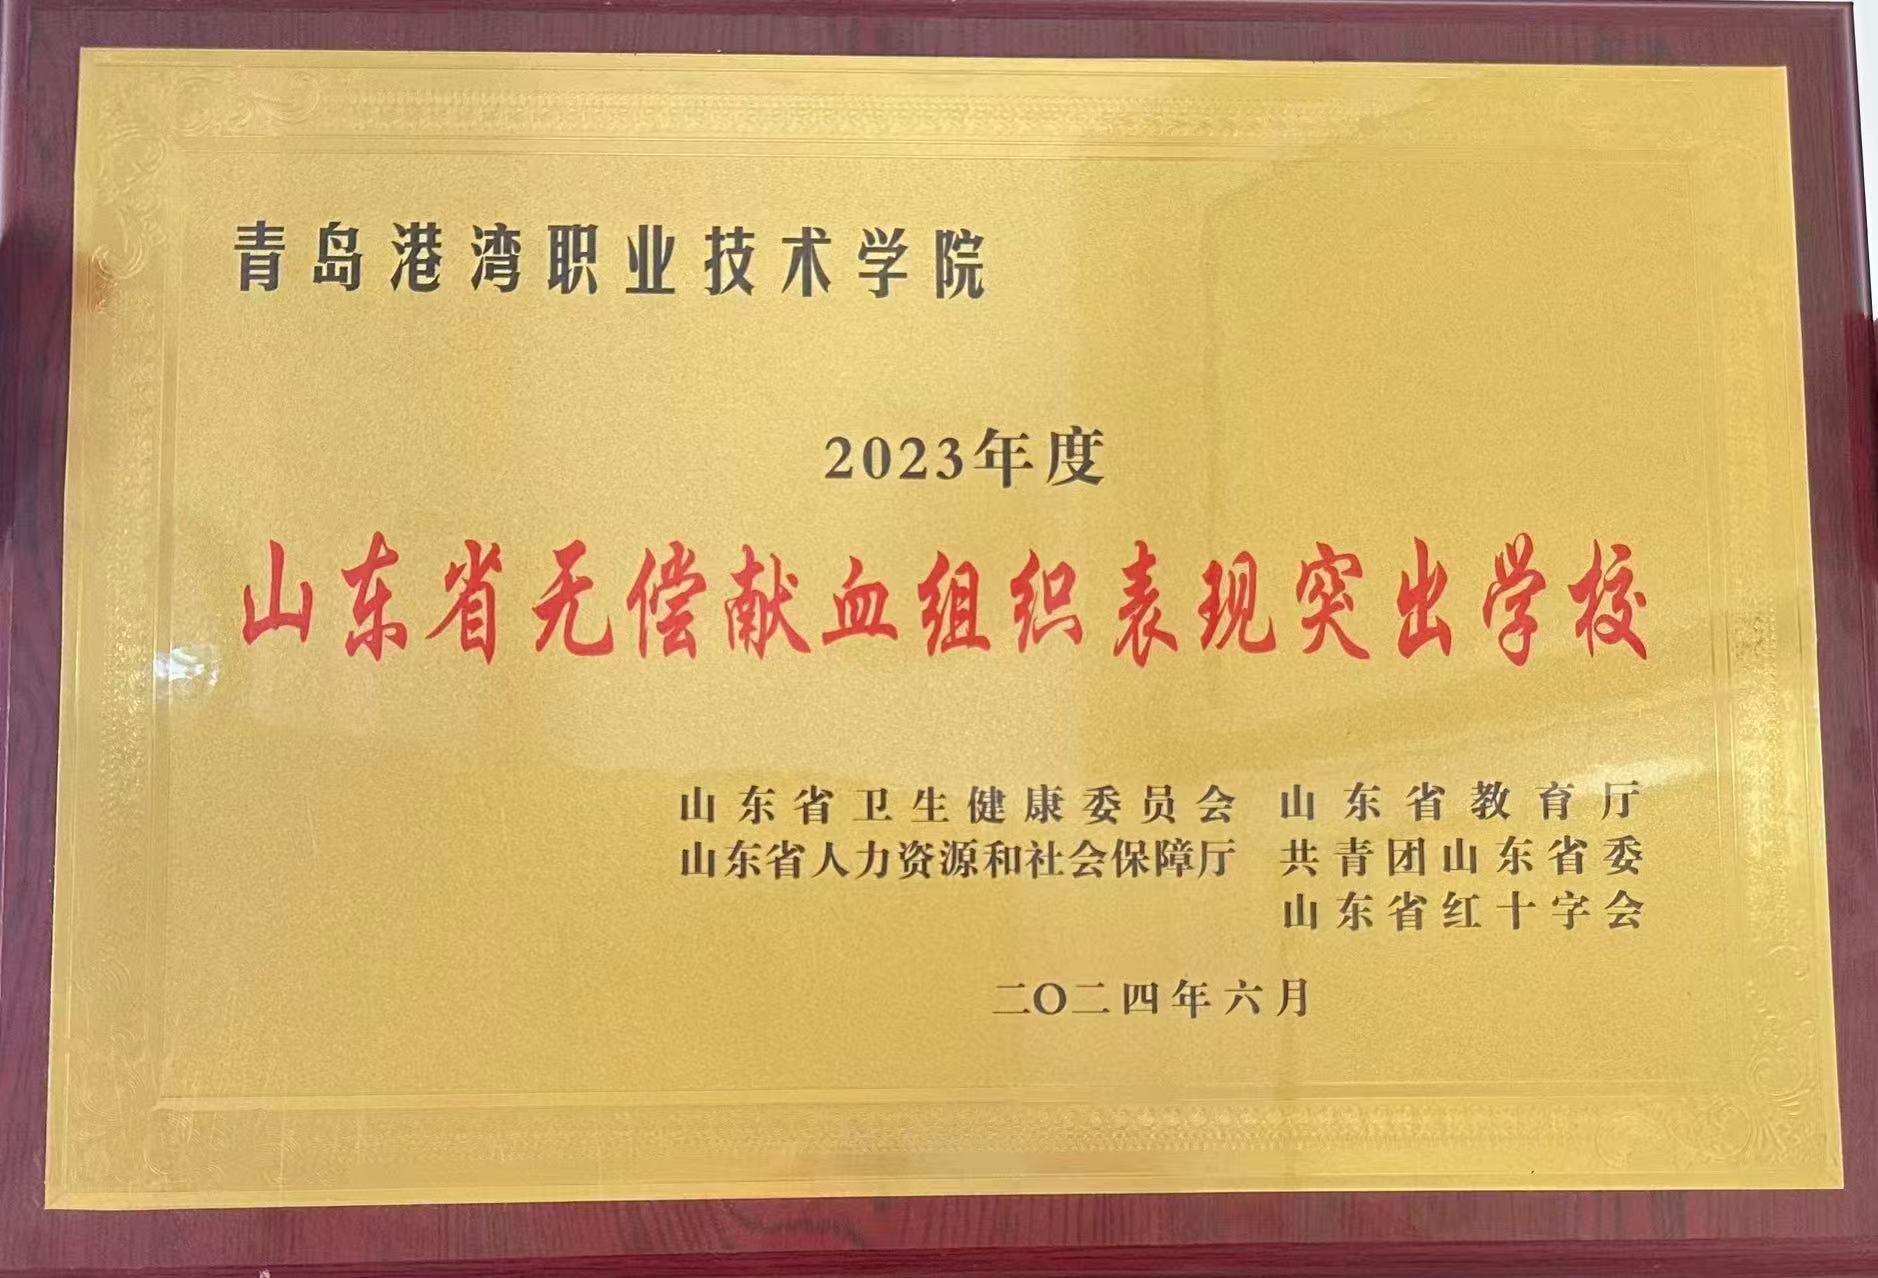 青岛港湾职业技术学院
2023年度
山东省无偿献血组织表现突出学校
山东省卫生健康委员会 山东省教育厅
山东省人力资源和社会保障厅 共青团山东省委
山东省红十字会
二〇二四年六月